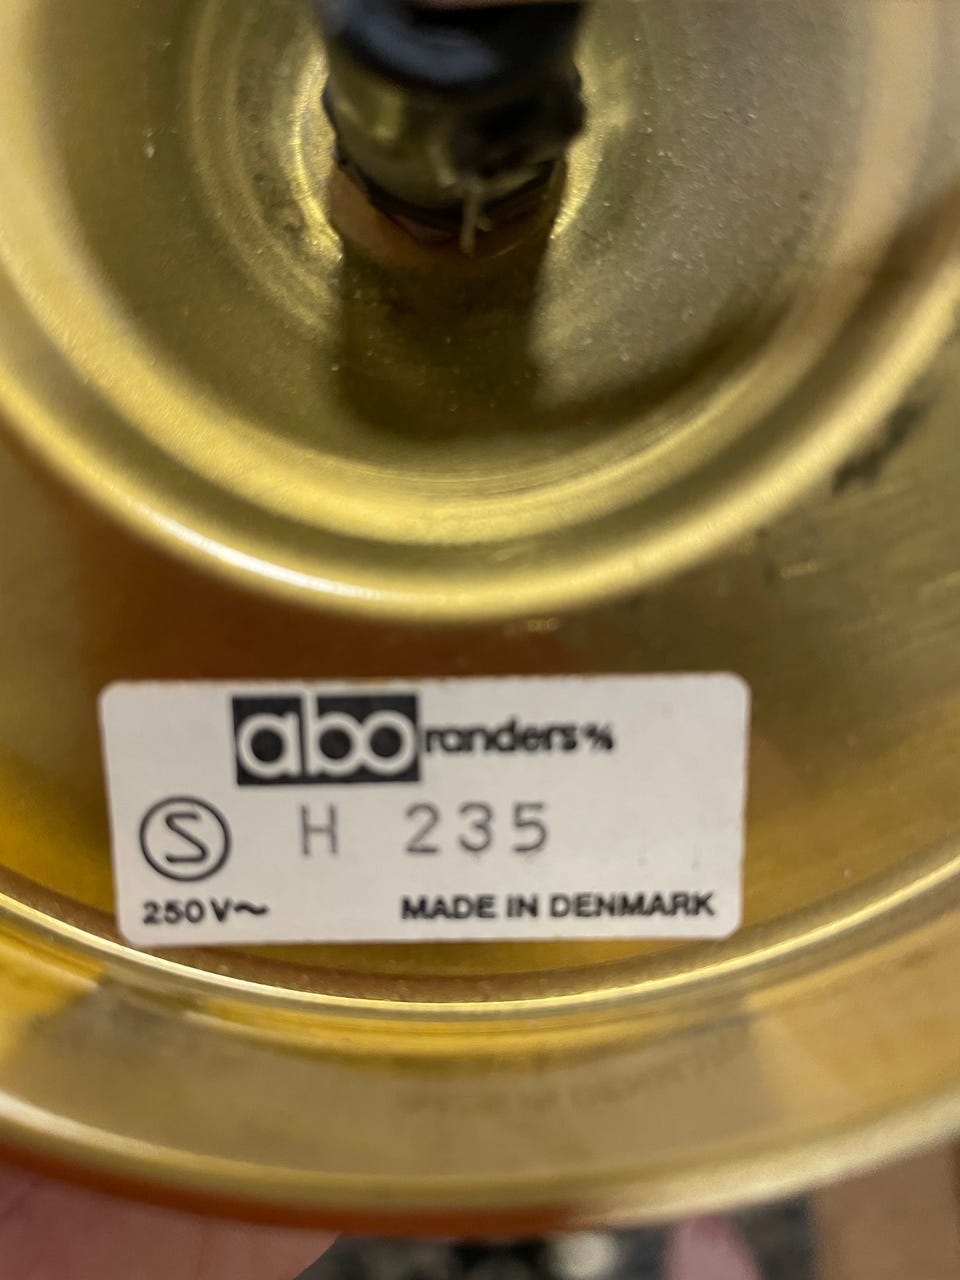 abo randers a/s
S H 235
250V~ MADE IN DENMARK